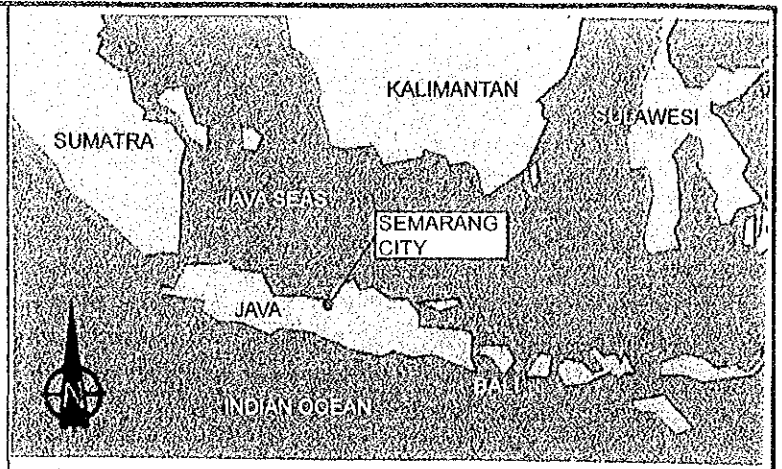 KALIMANTAN
SULAWESI
SUMATRA
JAVA SEAS
SEMARANG
CITY
JAVA
BALI
N
INDIAN OCEAN